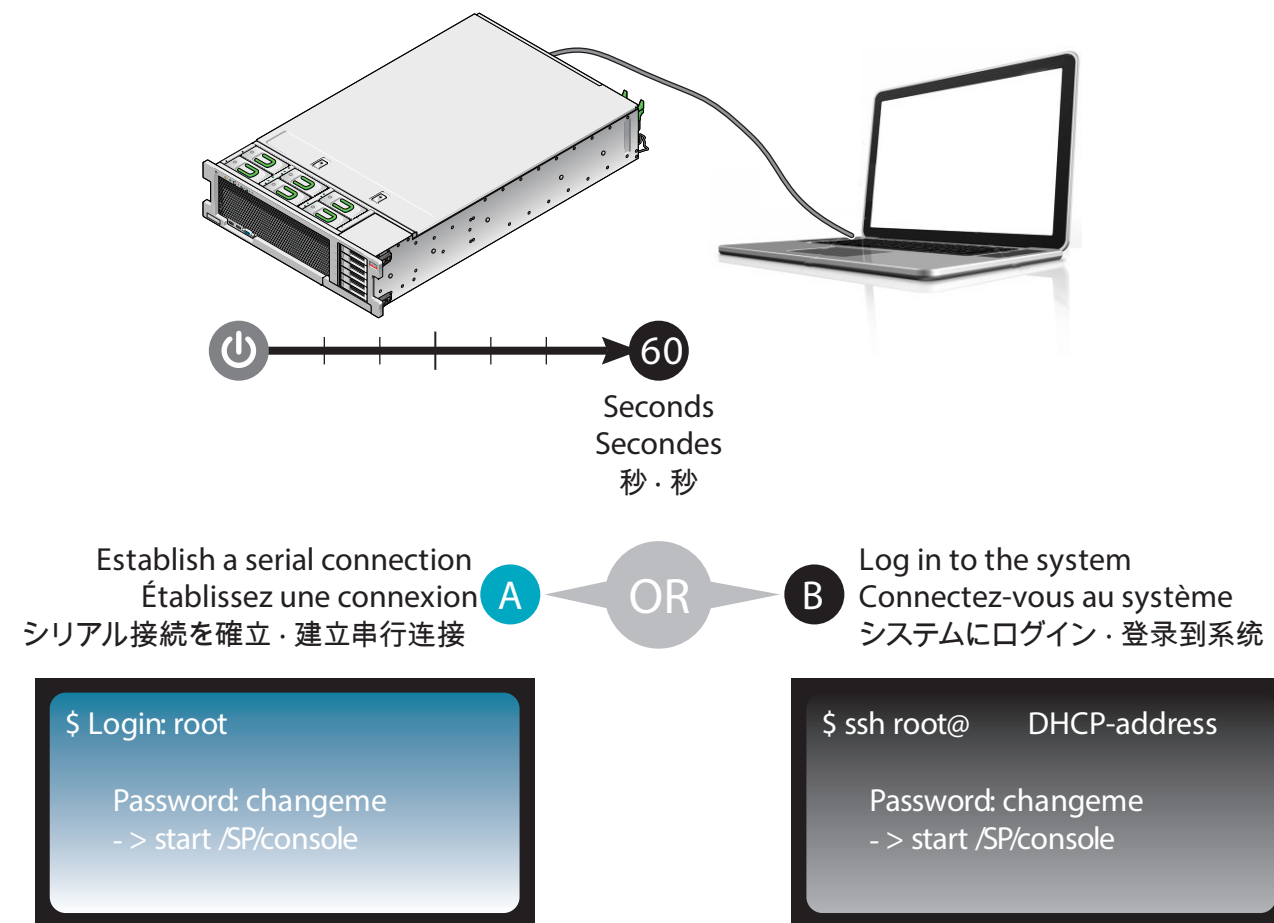 60
Seconds
Secondes
秒 · 秒
Establish a serial connection
Établissez une connexion
シリアル接続を確立 · 建立串行连接
A
OR
B
Log in to the system
Connectez-vous au système
システムにログイン · 登录到系统
$ Login: root
Password: changeme
- > start /SP/console
$ ssh root@ DHCP-address
Password: changeme
- > start /SP/console